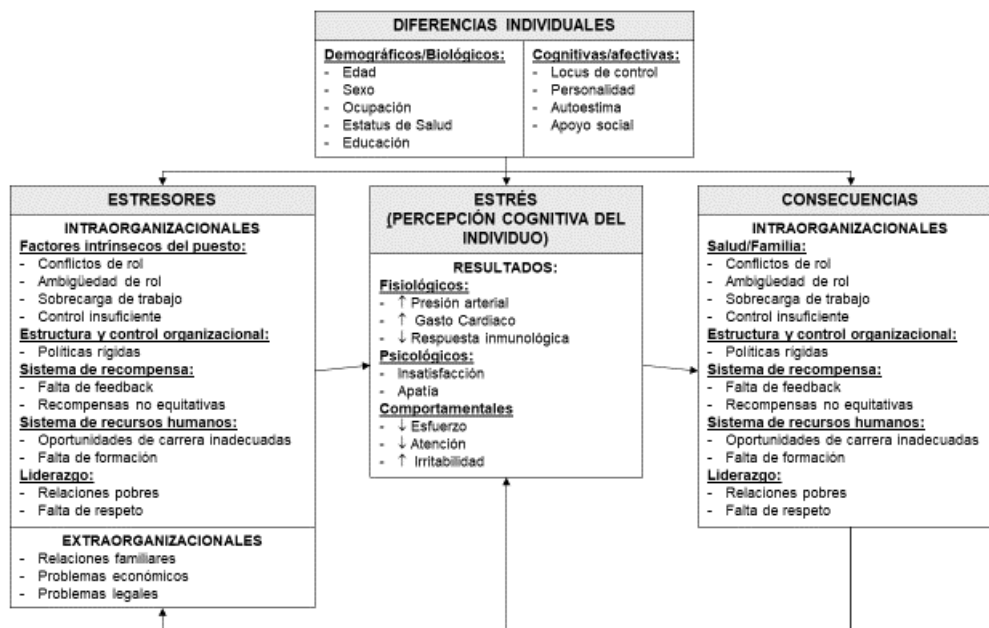 DIFERENCIAS INDIVIDUALES
Demográficos/Biológicos:
- Edad
- Sexo
- Ocupación
- Estatus de Salud
- Educación
Cognitivas/afectivas:
- Locus de control
- Personalidad
- Autoestima
- Apoyo social
ESTRESORES
INTRAORGANIZACIONALES
Factores intrínsecos del puesto:
- Conflictos de rol
- Ambigüedad de rol
- Sobrecarga de trabajo
- Control insuficiente
Estructura y control organizacional:
- Políticas rígidas
Sistema de recompensa:
- Falta de feedback
- Recompensas no equitativas
Sistema de recursos humanos:
- Oportunidades de carrera inadecuadas
- Falta de formación
Liderazgo:
- Relaciones pobres
- Falta de respeto
EXTRAORGANIZACIONALES
- Relaciones familiares
- Problemas económicos
- Problemas legales
ESTRÉS
(PERCEPCIÓN COGNITIVA DEL
INDIVIDUO)
RESULTADOS:
Fisiológicos:
- ↑ Presión arterial
- ↑ Gasto Cardiaco
- ↓ Respuesta inmunológica
Psicológicos:
- Insatisfacción
- Apatía
Comportamentales
- ↓ Esfuerzo
- ↓ Atención
- ↑ Irritabilidad
CONSECUENCIAS
INTRAORGANIZACIONALES
Salud/Familia:
- Conflictos de rol
- Ambigüedad de rol
- Sobrecarga de trabajo
- Control insuficiente
Estructura y control organizacional:
- Políticas rígidas
Sistema de recompensa:
- Falta de feedback
- Recompensas no equitativas
Sistema de recursos humanos:
- Oportunidades de carrera inadecuadas
- Falta de formación
Liderazgo:
- Relaciones pobres
- Falta de respeto